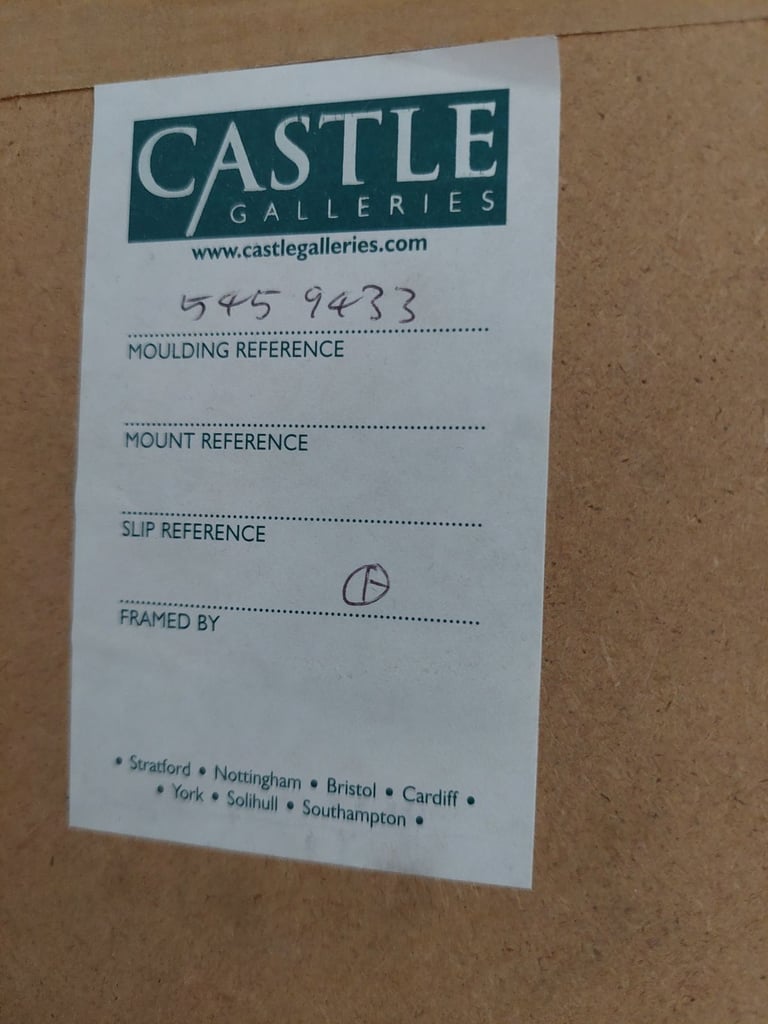 CASTLE
GALLERIES
www.castlegalleries.com
545 9433
MOULDING REFERENCE
MOUNT REFERENCE
SLIP REFERENCE
FRAMED BY
• Stratford • Nottingham • Bristol • Cardiff •
• York • Solihull • Southampton •